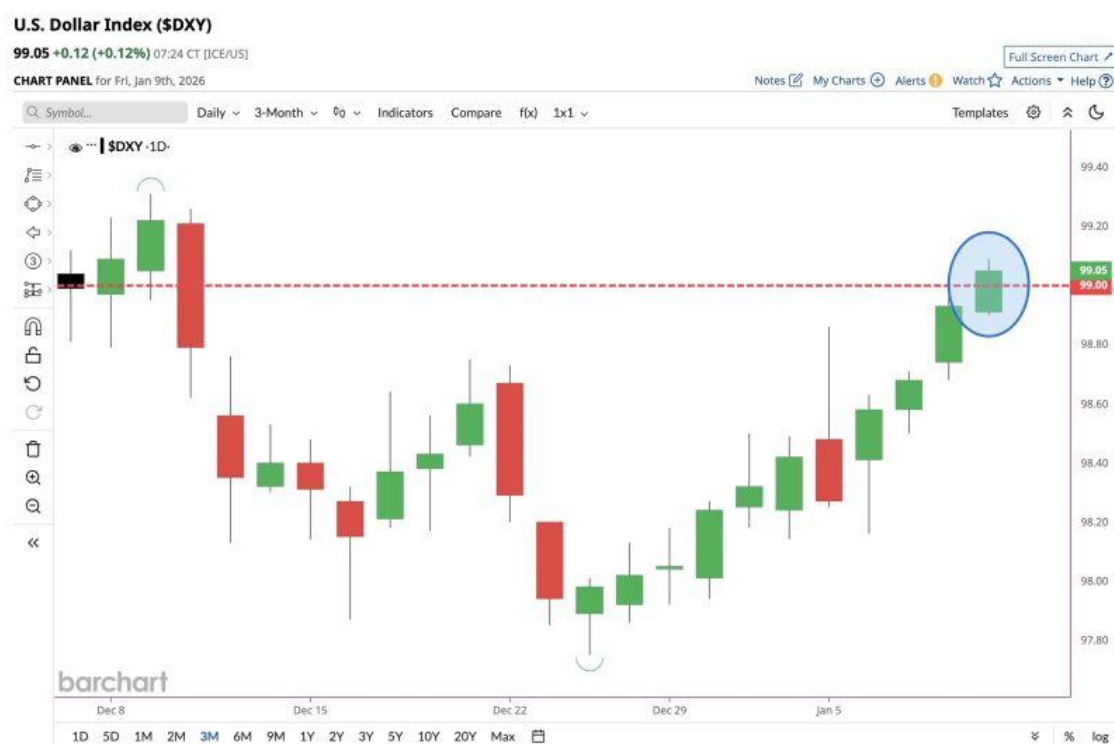 U.S. Dollar Index ($DXY)
99.05 +0.12 (+0.12%) 07:24 CT [ICE/US]
Full Screen Chart
CHART PANEL for Fri, Jan 9th, 2026
Notes My Charts Alerts Watch Actions Help
Symbol... Daily 3-Month Indicators Compare f(x) 1x1 Templates
$DXY ·1D·
3
99.40
99.20
99.05
99.00
98.80
98.60
98.40
98.20
98.00
97.80
barchart
Dec 8 Dec 15 Dec 22 Dec 29 Jan 5
1D 5D 1M 2M 3M 6M 9M 1Y 2Y 3Y 5Y 10Y 20Y Max % log